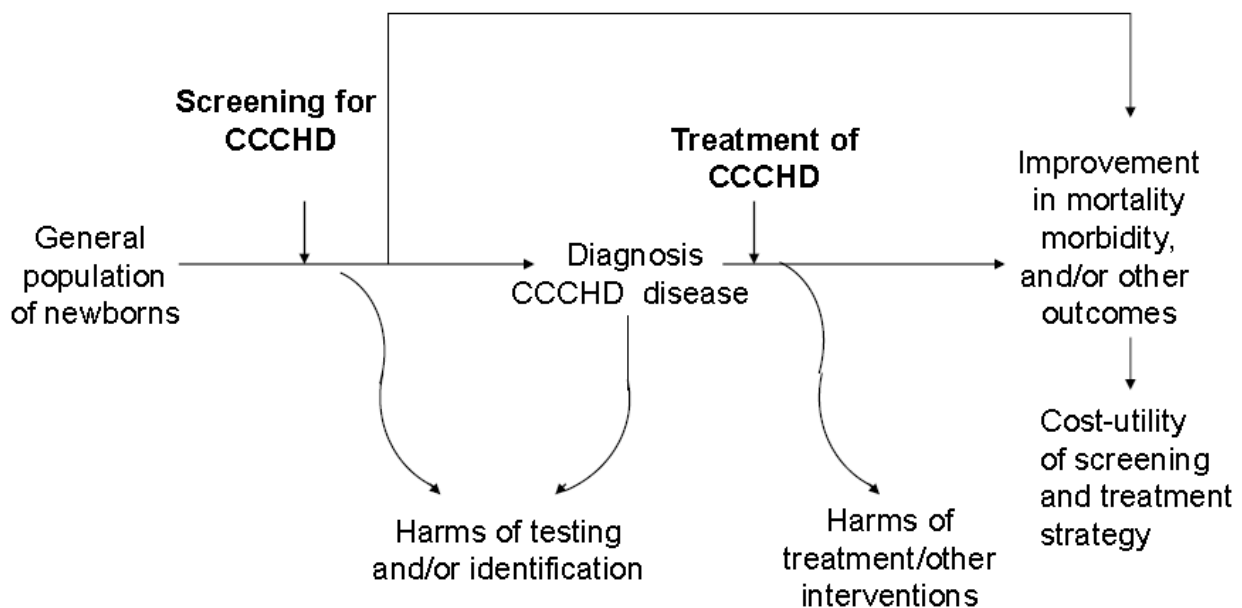 Screening for
CCCHD
Treatment of
CCCHD
General
population
of newborns
Diagnosis
CCCHD disease
Improvement
in mortality
morbidity,
and/or other
outcomes
Harms of testing
and/or identification
Harms of
treatment/other
interventions
Cost-utility
of screening
and treatment
strategy